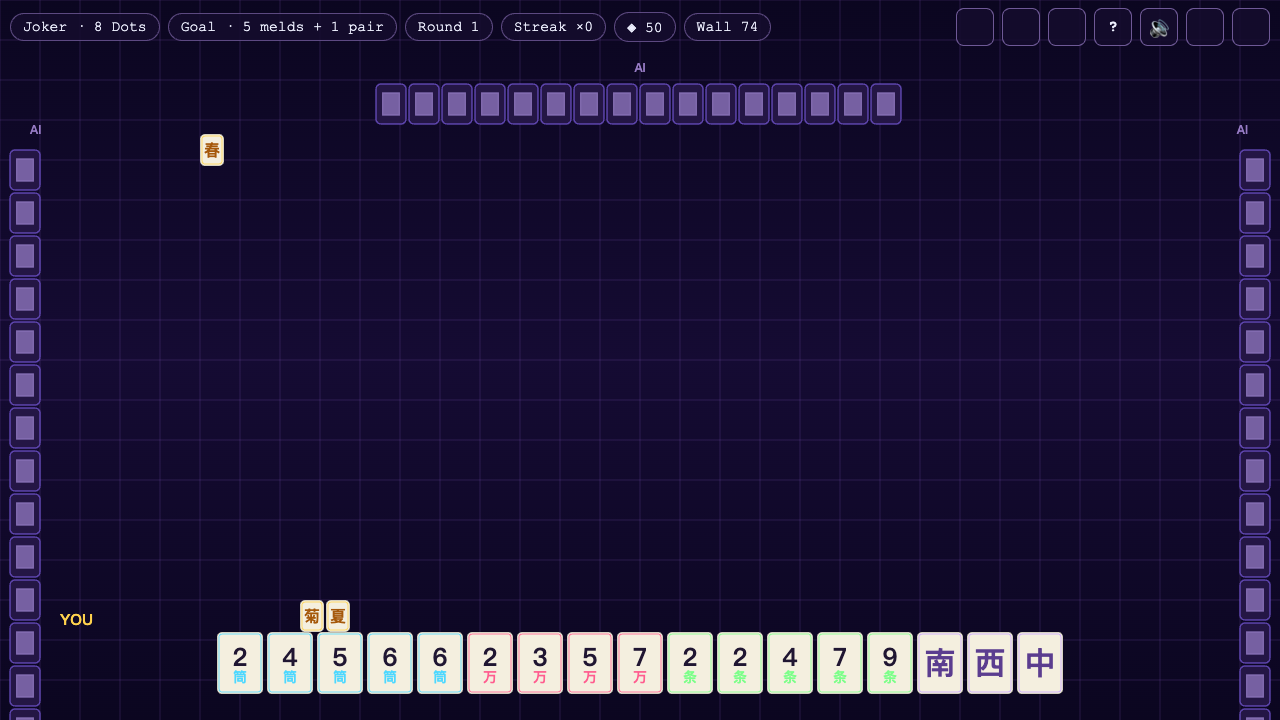 Joker · 8 Dots Goal · 5 melds + 1 pair Round 1 Streak ×0 ◆ 50 Wall 74 ?
AI
AI
AI
春
菊 夏
YOU
2 4 5 6 6 2 3 5 7 2 2 4 7 9 南 西 中
筒 筒 筒 筒 筒 万 万 万 万 条 条 条 条 条